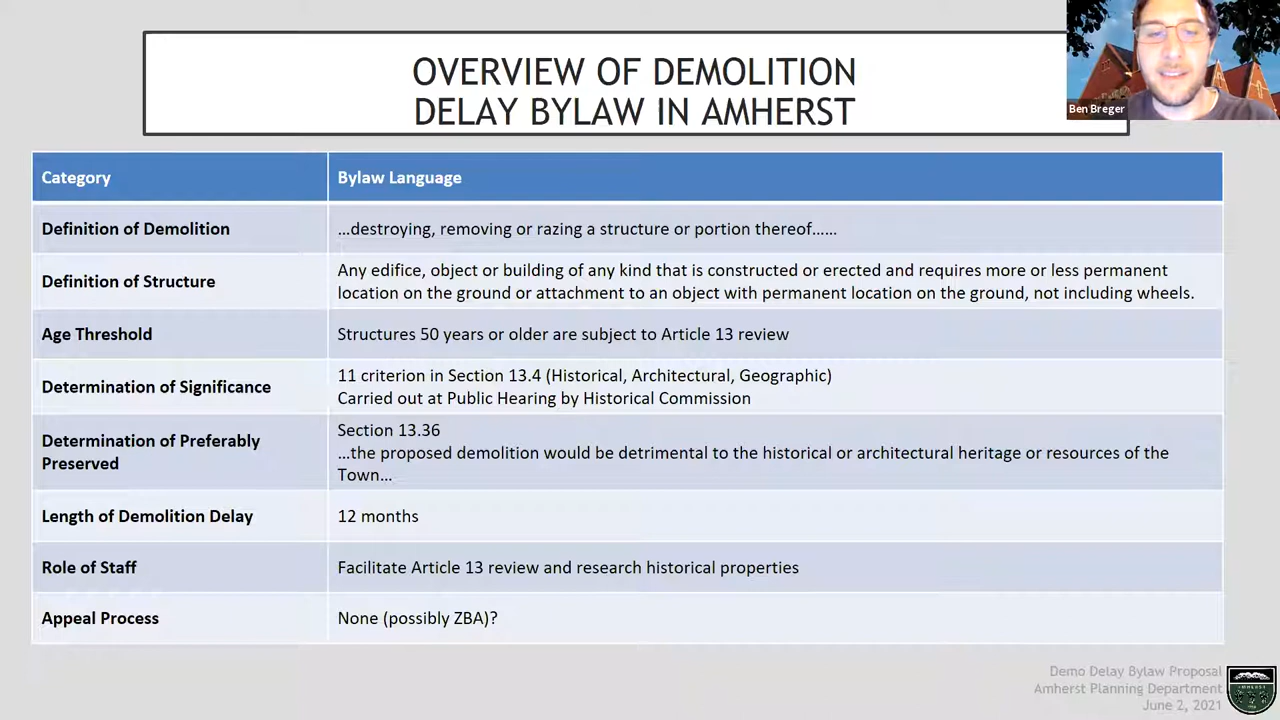 OVERVIEW OF DEMOLITION
DELAY BYLAW IN AMHERST
Ben Breger
Category
Bylaw Language
Definition of Demolition
...destroying, removing or razing a structure or portion thereof......
Definition of Structure
Any edifice, object or building of any kind that is constructed or erected and requires more or less permanent
location on the ground or attachment to an object with permanent location on the ground, not including wheels.
Age Threshold
Structures 50 years or older are subject to Article 13 review
Determination of Significance
11 criterion in Section 13.4 (Historical, Architectural, Geographic)
Carried out at Public Hearing by Historical Commission
Determination of Preferably
Preserved
Section 13.36
...the proposed demolition would be detrimental to the historical or architectural heritage or resources of the
Town...
Length of Demolition Delay
12 months
Role of Staff
Facilitate Article 13 review and research historical properties
Appeal Process
None (possibly ZBA)?
Demo Delay Bylaw Proposal
Amherst Planning Department
June 2, 2021